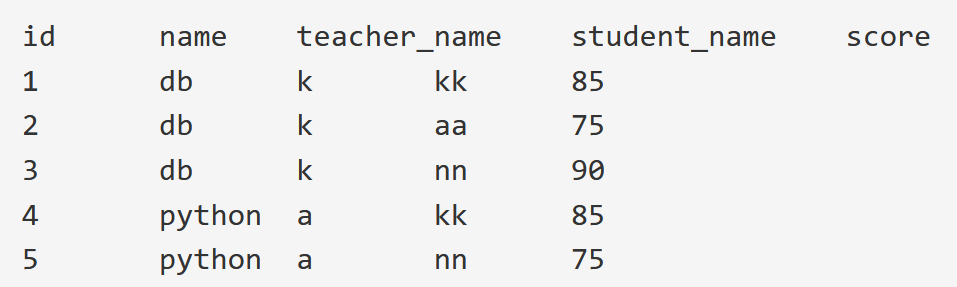 id name teacher_name student_name score
1 db k kk 85
2 db k aa 75
3 db k nn 90
4 python a kk 85
5 python a nn 75